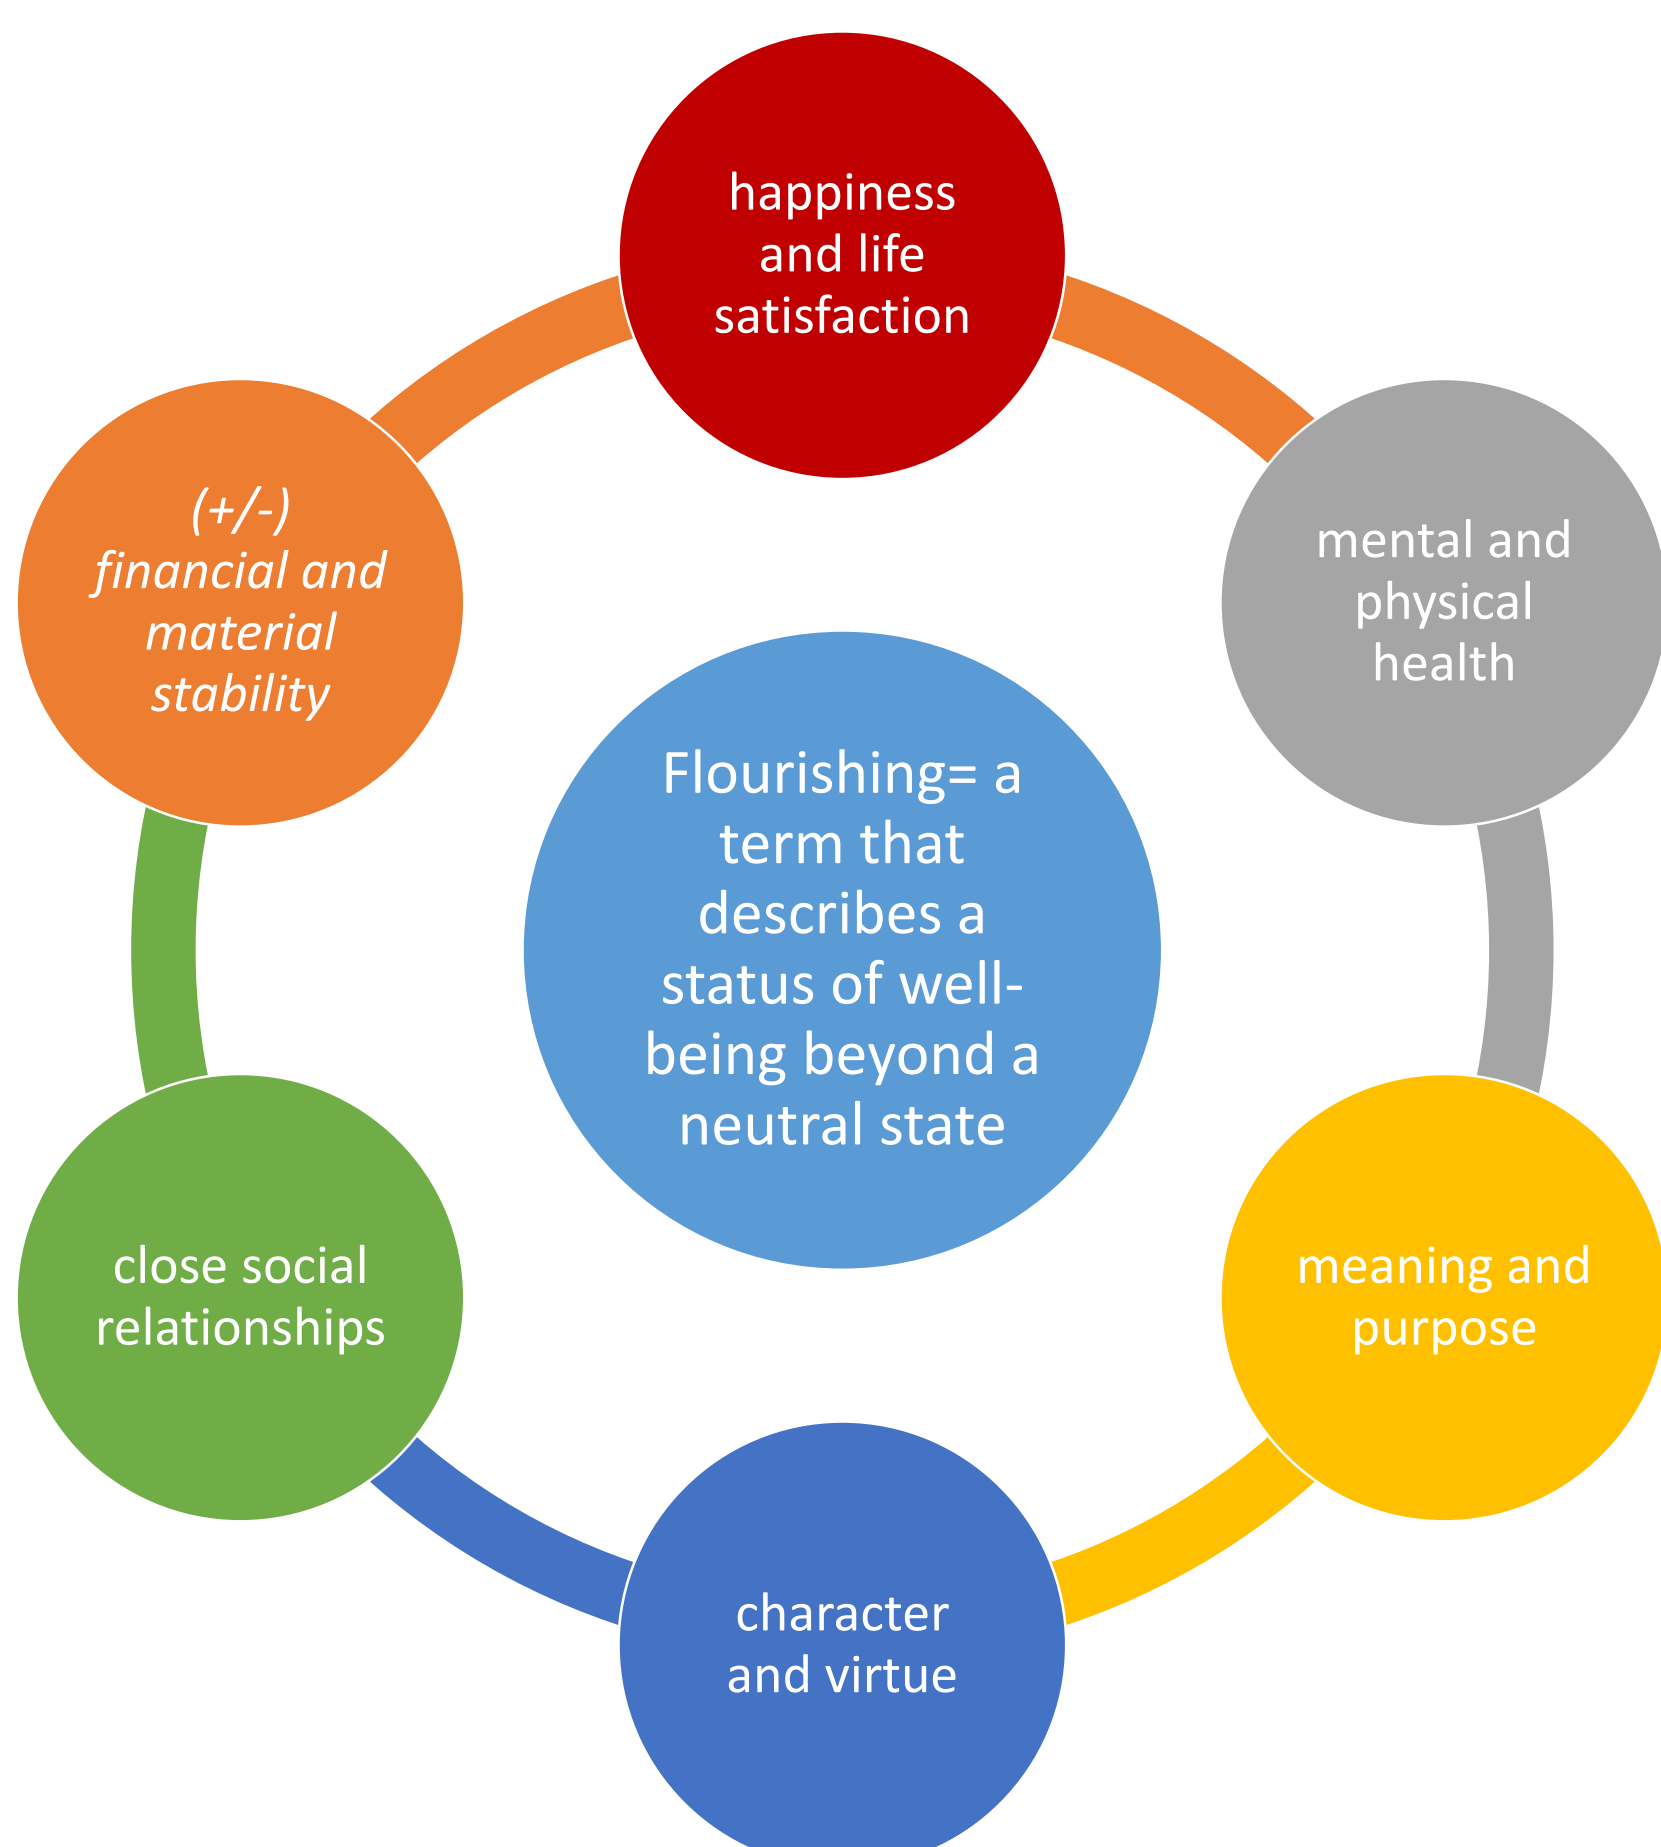 happiness
and life
satisfaction
mental and
physical
health
meaning and
purpose
character
and virtue
close social
relationships
(+/-)
financial and
material
stability
Flourishing= a
term that
describes a
status of well-
being beyond a
neutral state